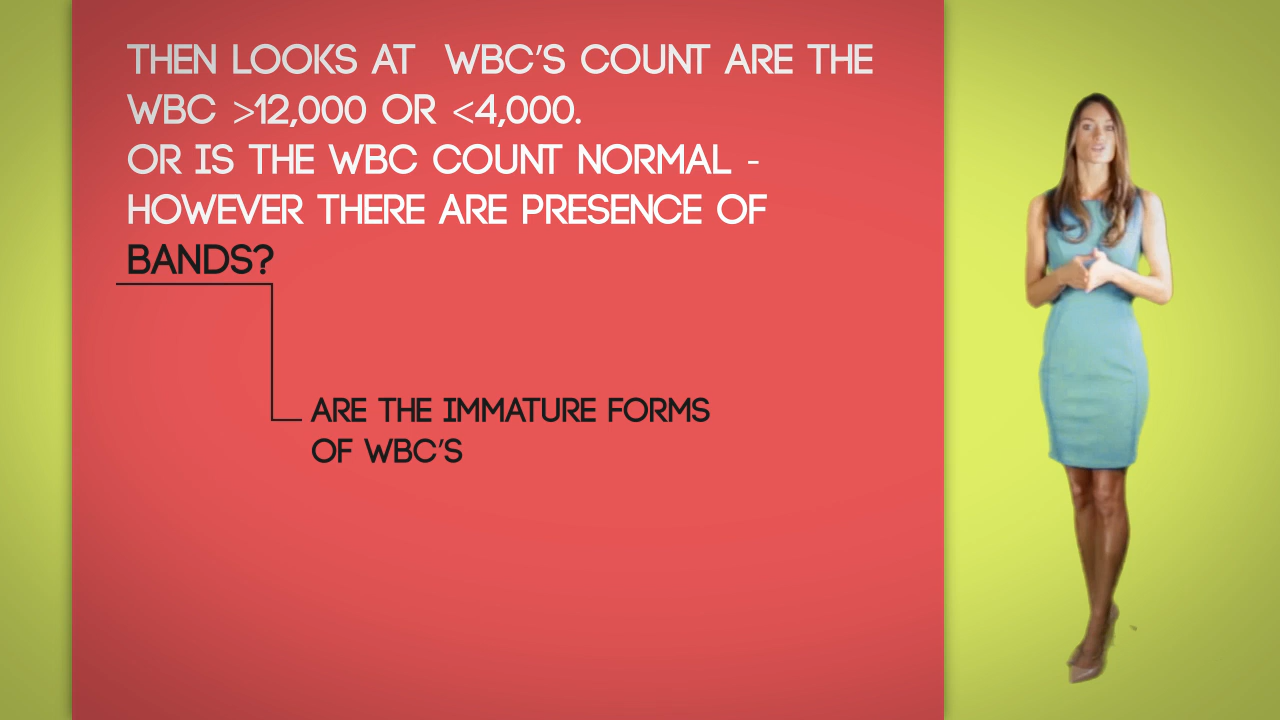 THEN LOOKS AT WBC'S COUNT ARE THE
WBC >12,000 OR <4,000.
OR IS THE WBC COUNT NORMAL -
HOWEVER THERE ARE PRESENCE OF
BANDS?
ARE THE IMMATURE FORMS
OF WBC'S